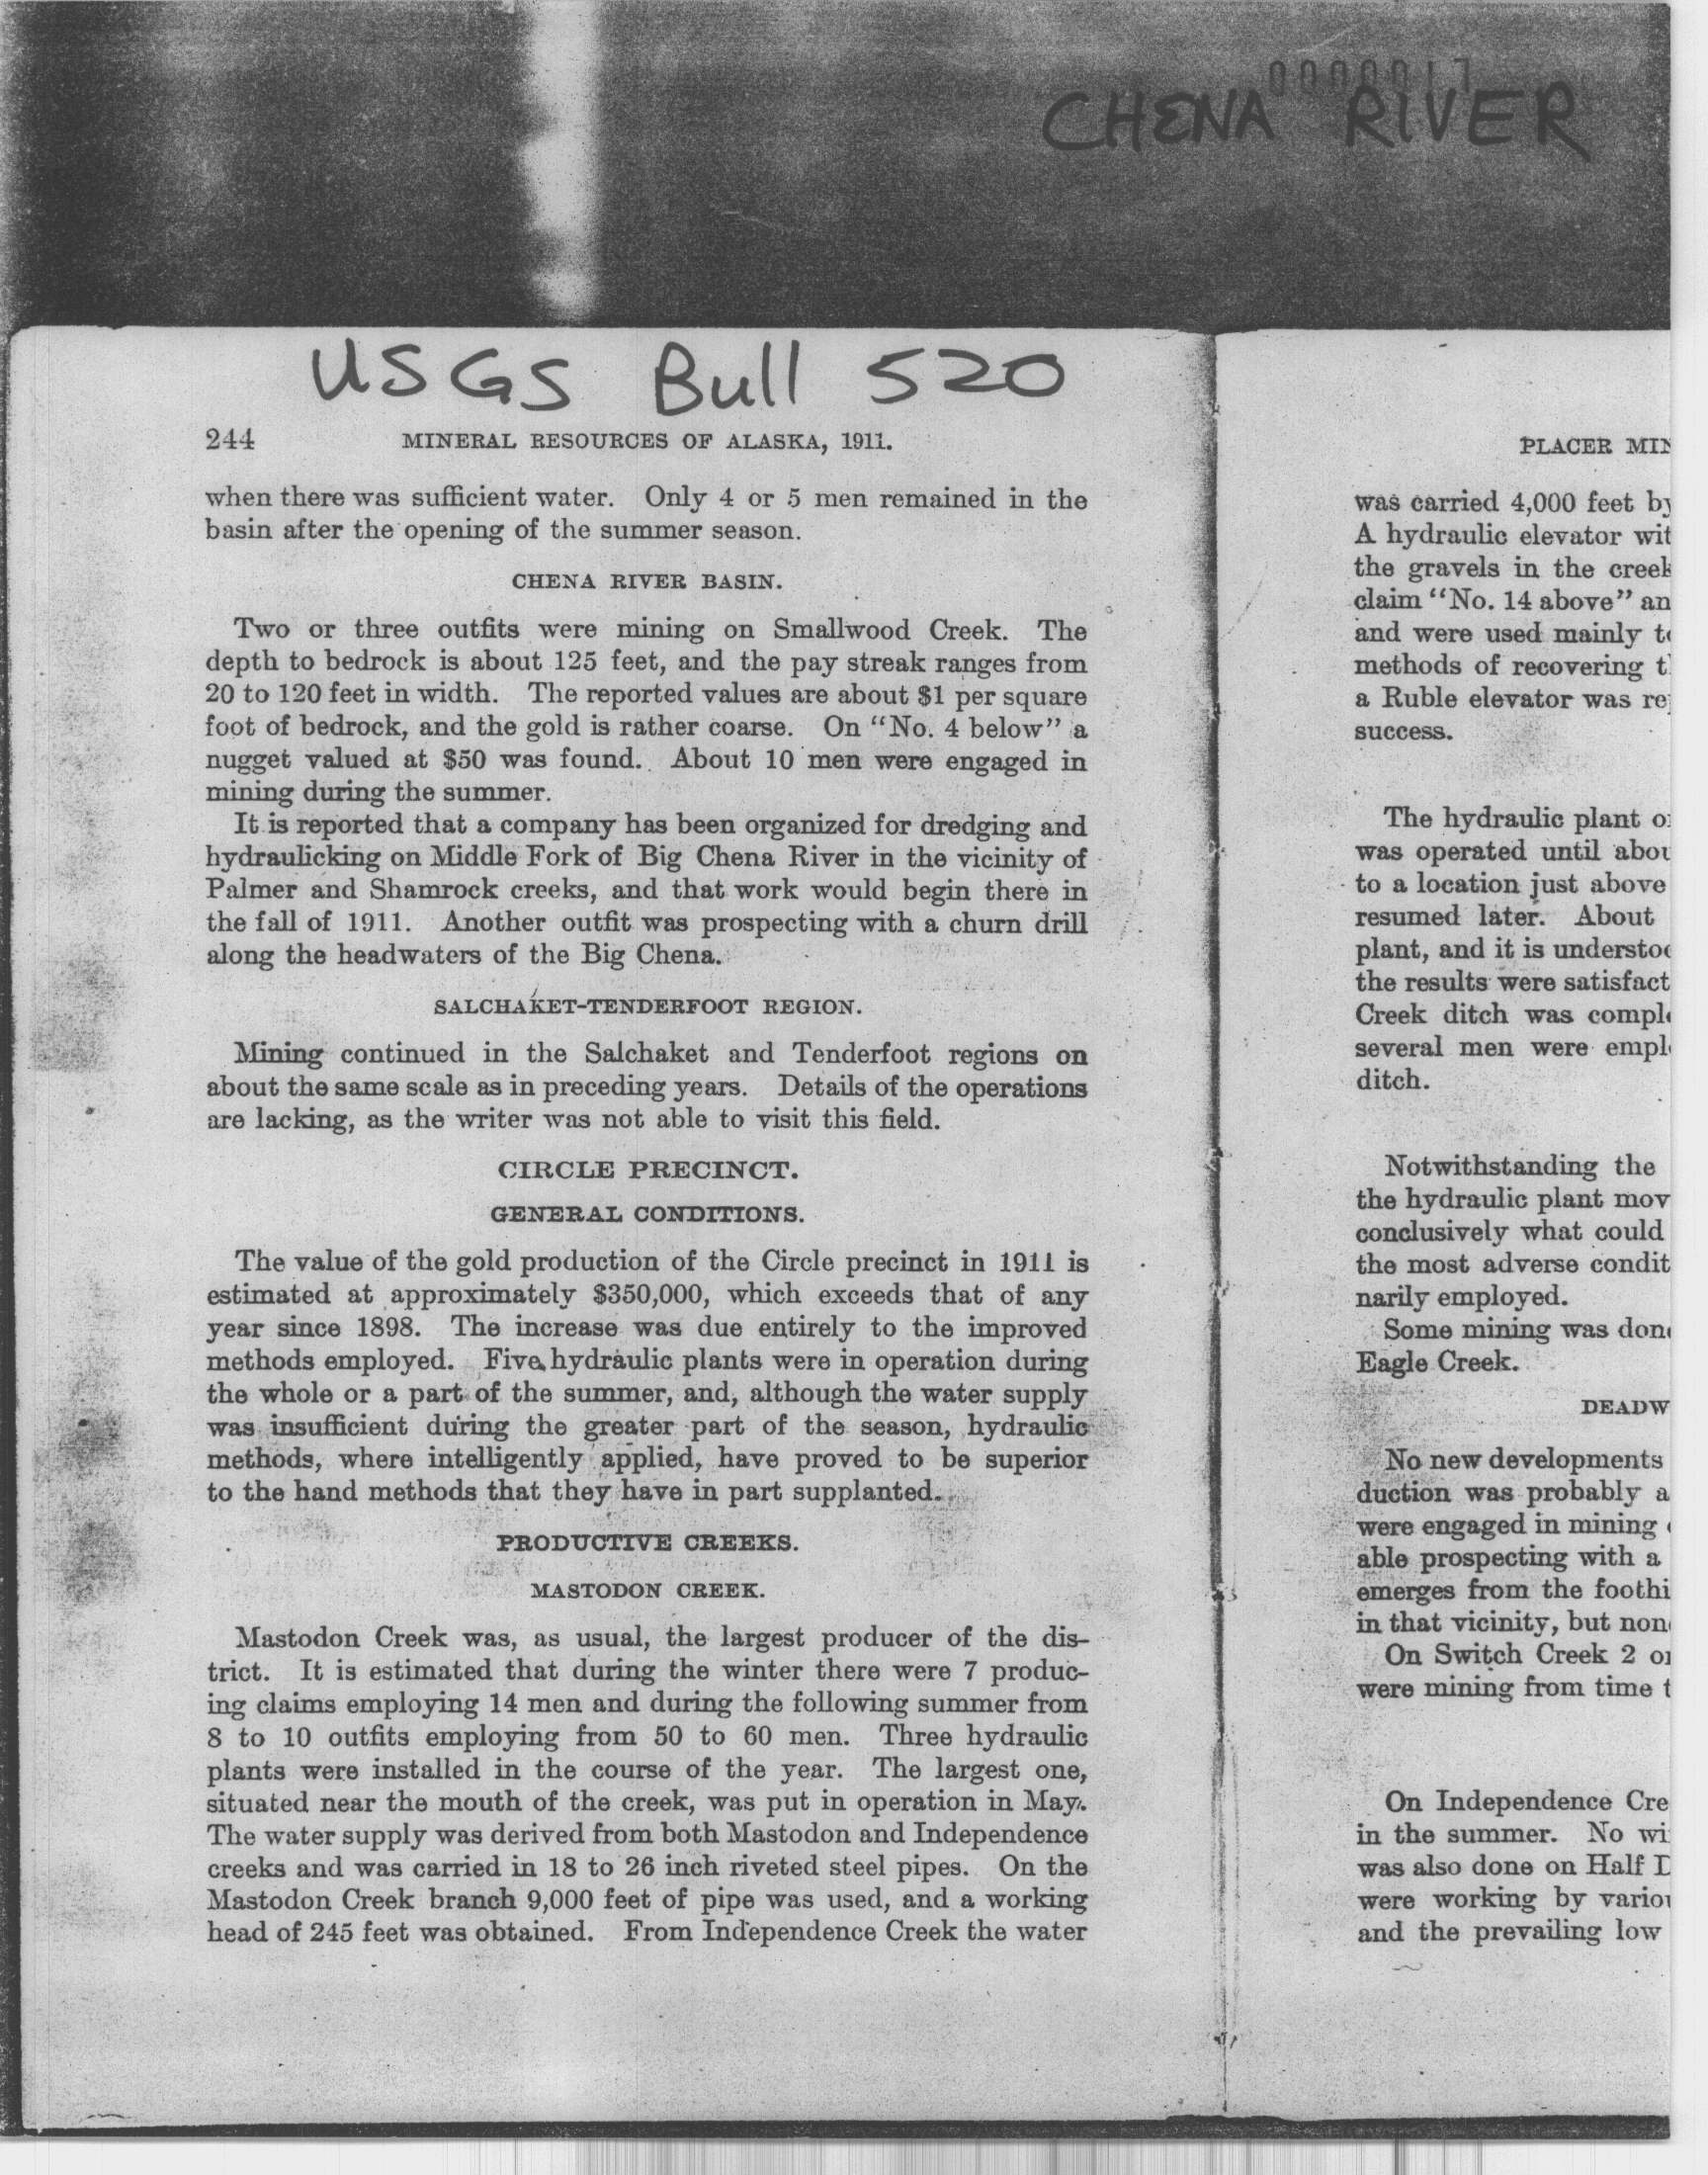 0000017
CHENA RIVER
USGS Bull 520
244 MINERAL RESOURCES OF ALASKA, 1911.
when there was sufficient water. Only 4 or 5 men remained in the
basin after the opening of the summer season.
CHENA RIVER BASIN.
Two or three outfits were mining on Smallwood Creek. The
depth to bedrock is about 125 feet, and the pay streak ranges from
20 to 120 feet in width. The reported values are about $1 per square
foot of bedrock, and the gold is rather coarse. On "No. 4 below" a
nugget valued at $50 was found. About 10 men were engaged in
mining during the summer.
It is reported that a company has been organized for dredging and
hydraulicking on Middle Fork of Big Chena River in the vicinity of
Palmer and Shamrock creeks, and that work would begin there in
the fall of 1911. Another outfit was prospecting with a churn drill
along the headwaters of the Big Chena.
SALCHAKET-TENDERFOOT REGION.
Mining continued in the Salchaket and Tenderfoot regions on
about the same scale as in preceding years. Details of the operations
are lacking, as the writer was not able to visit this field.
CIRCLE PRECINCT.
GENERAL CONDITIONS.
The value of the gold production of the Circle precinct in 1911 is
estimated at approximately $350,000, which exceeds that of any
year since 1898. The increase was due entirely to the improved
methods employed. Five hydraulic plants were in operation during
the whole or a part of the summer, and, although the water supply
was insufficient during the greater part of the season, hydraulic
methods, where intelligently applied, have proved to be superior
to the hand methods that they have in part supplanted.
PRODUCTIVE CREEKS.
MASTODON CREEK.
Mastodon Creek was, as usual, the largest producer of the dis-
trict. It is estimated that during the winter there were 7 produc-
ing claims employing 14 men and during the following summer from
8 to 10 outfits employing from 50 to 60 men. Three hydraulic
plants were installed in the course of the year. The largest one,
situated near the mouth of the creek, was put in operation in May.
The water supply was derived from both Mastodon and Independence
creeks and was carried in 18 to 26 inch riveted steel pipes. On the
Mastodon Creek branch 9,000 feet of pipe was used, and a working
head of 245 feet was obtained. From Independence Creek the water
PLACER
was carried 4,000 feet
A hydraulic elevator
the gravels in the
claim "No. 14 above"
and were used mainly
methods of recovering
a Ruble elevator was
success.
The hydraulic plant
was operated until
to a location just above
resumed later. About
plant, and it is
the results were
Creek ditch was
several men were
ditch.
Notwithstanding the
the hydraulic plant
conclusively what could
the most adverse
narily employed.
Some mining was
Eagle Creek.
DEADW
No new developments
duction was probably a
were engaged in mining
able prospecting with a
emerges from the
in that vicinity, but
On Switch Creek 2
were mining from time
On Independence
in the summer. No
was also done on Half
were working by
and the prevailing low